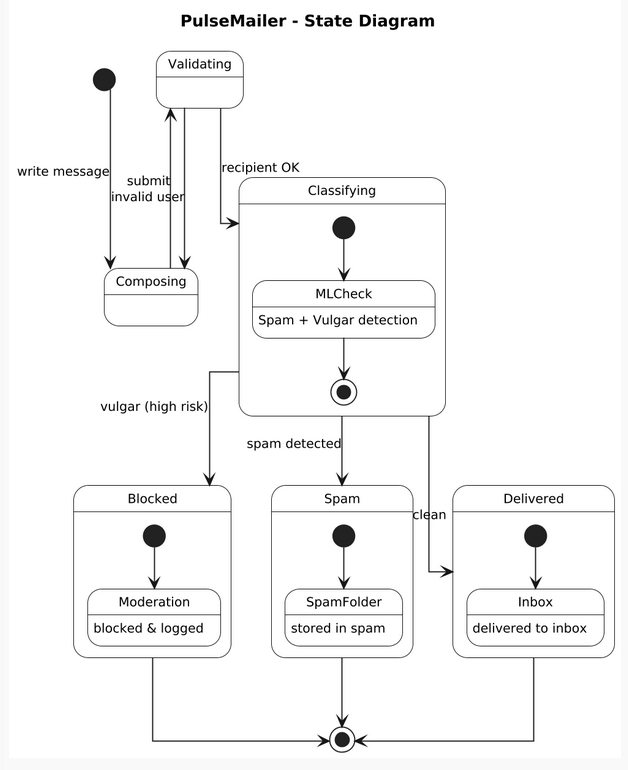 PulseMailer - State Diagram
Validating
write message
submit
recipient OK
invalid user
Classifying
Composing
MLCheck
Spam + Vulgar detection
vulgar (high risk)
spam detected
Blocked
Spam
clean
Delivered
Moderation
blocked & logged
SpamFolder
stored in spam
Inbox
delivered to inbox